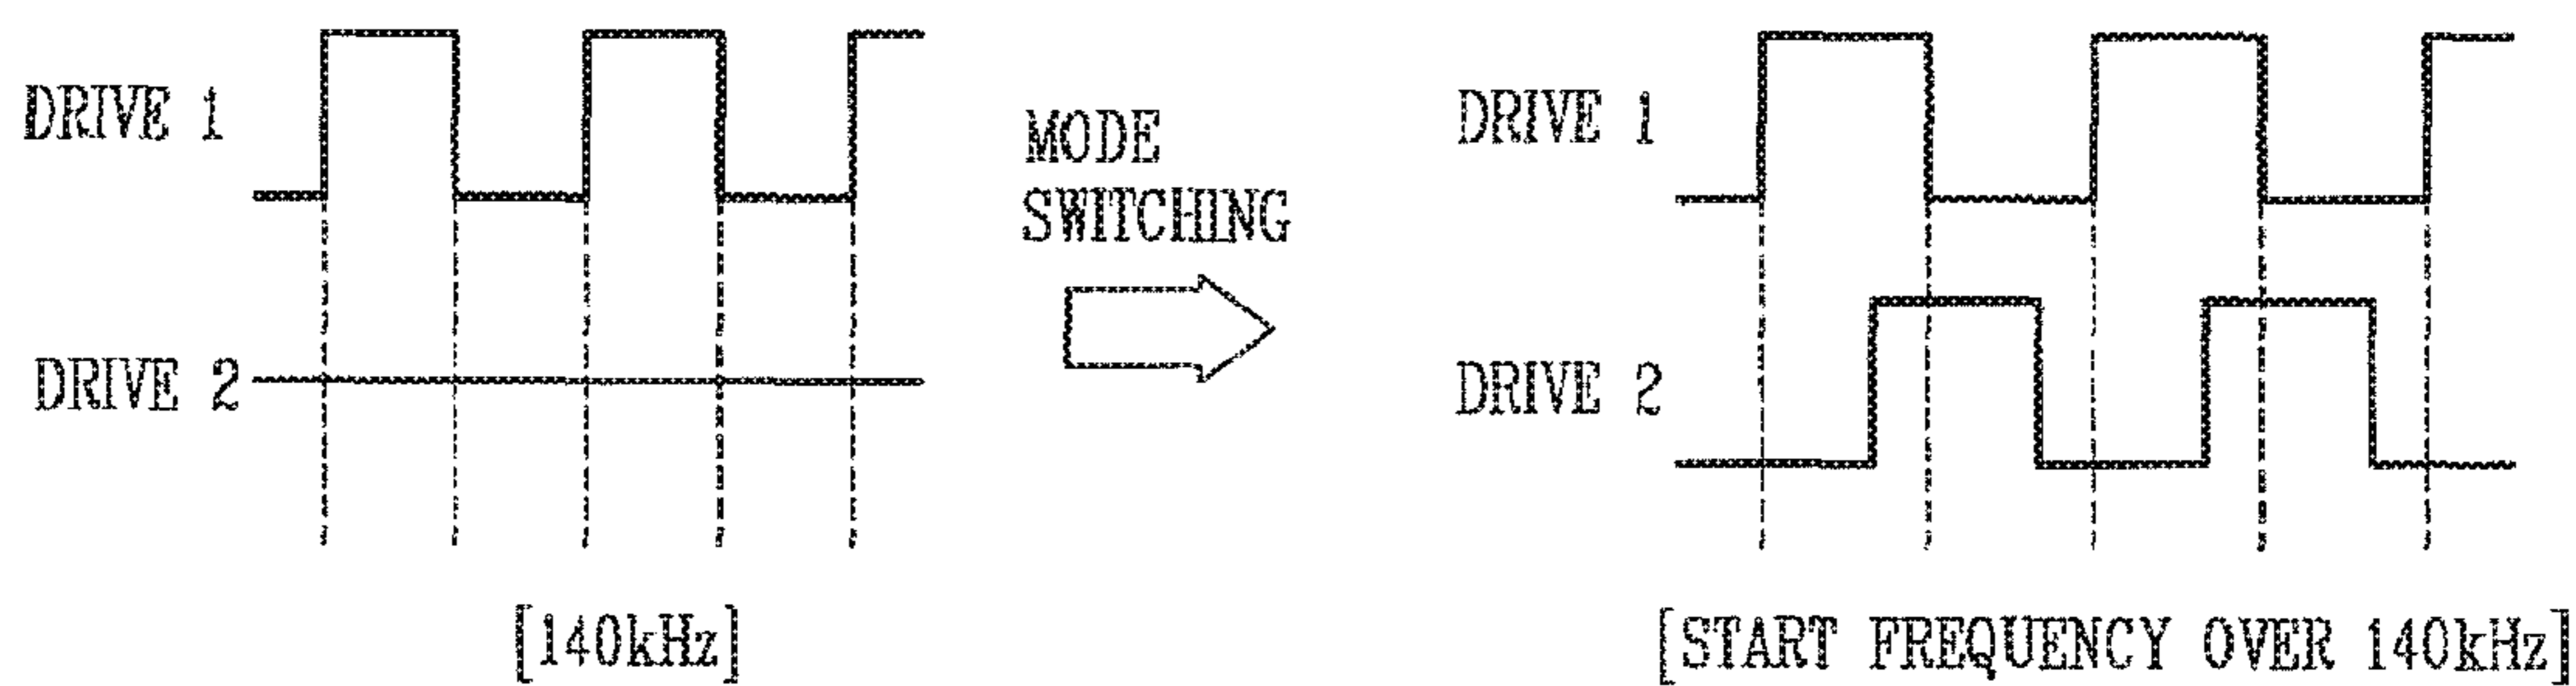 DRIVE 1
DRIVE 2
[140kHz]
MODE
SWITCHING
DRIVE 1
DRIVE 2
[START FREQUENCY OVER 140kHz]